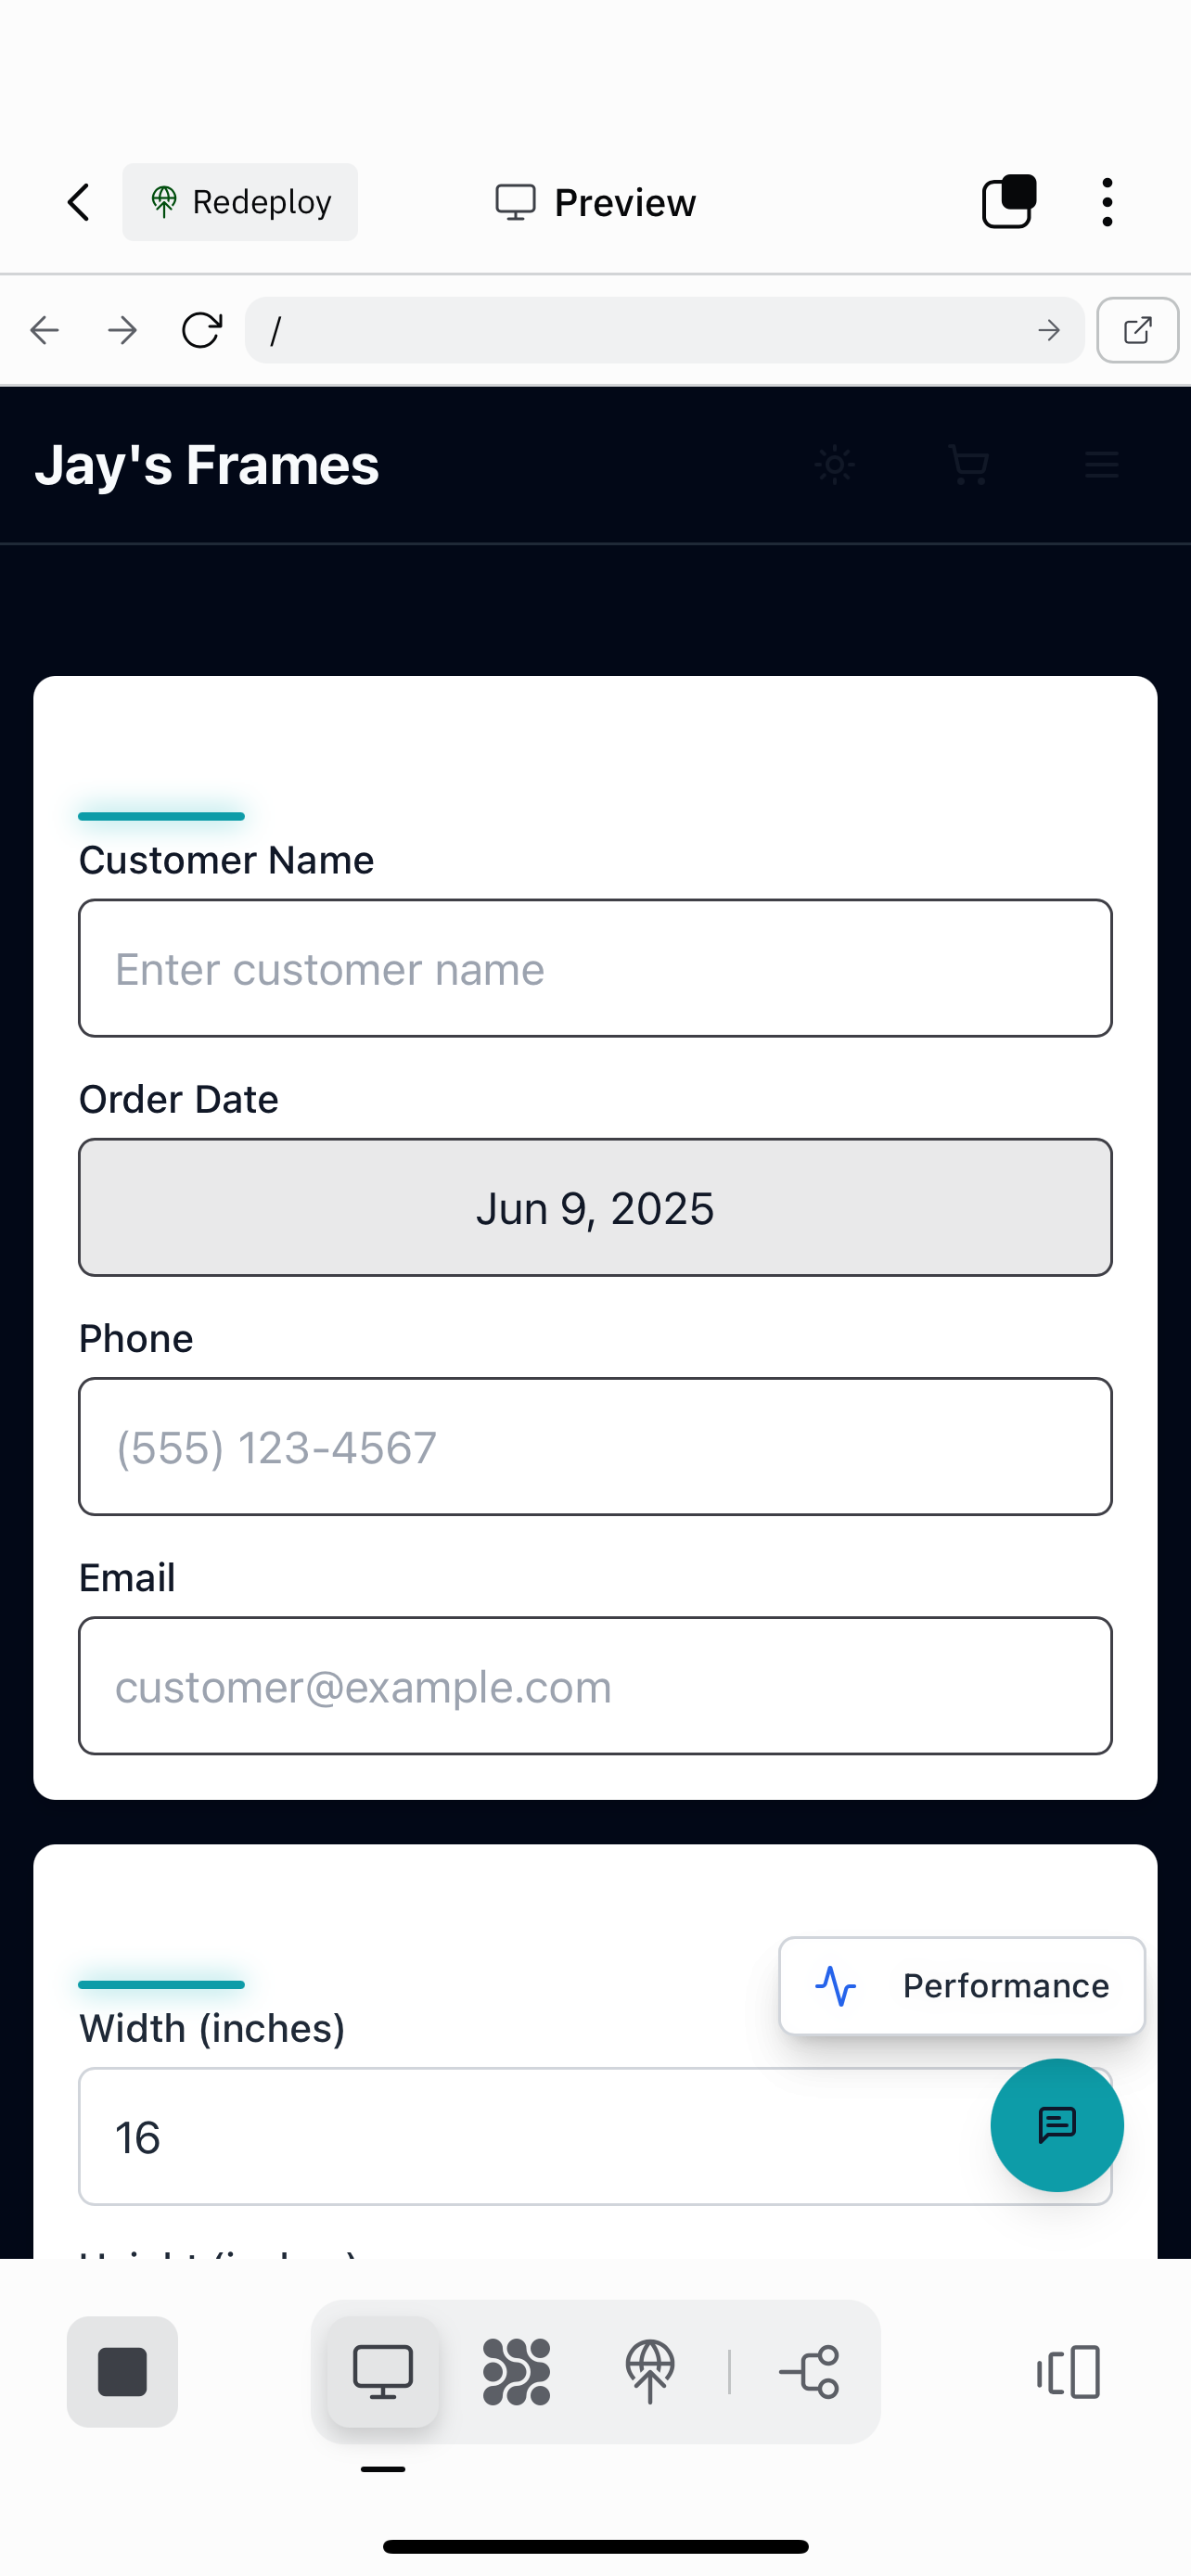 Redeploy
Preview
/
Jay's Frames
Customer Name
Enter customer name
Order Date
Jun 9, 2025
Phone
(555) 123-4567
Email
customer@example.com
Performance
Width (inches)
16